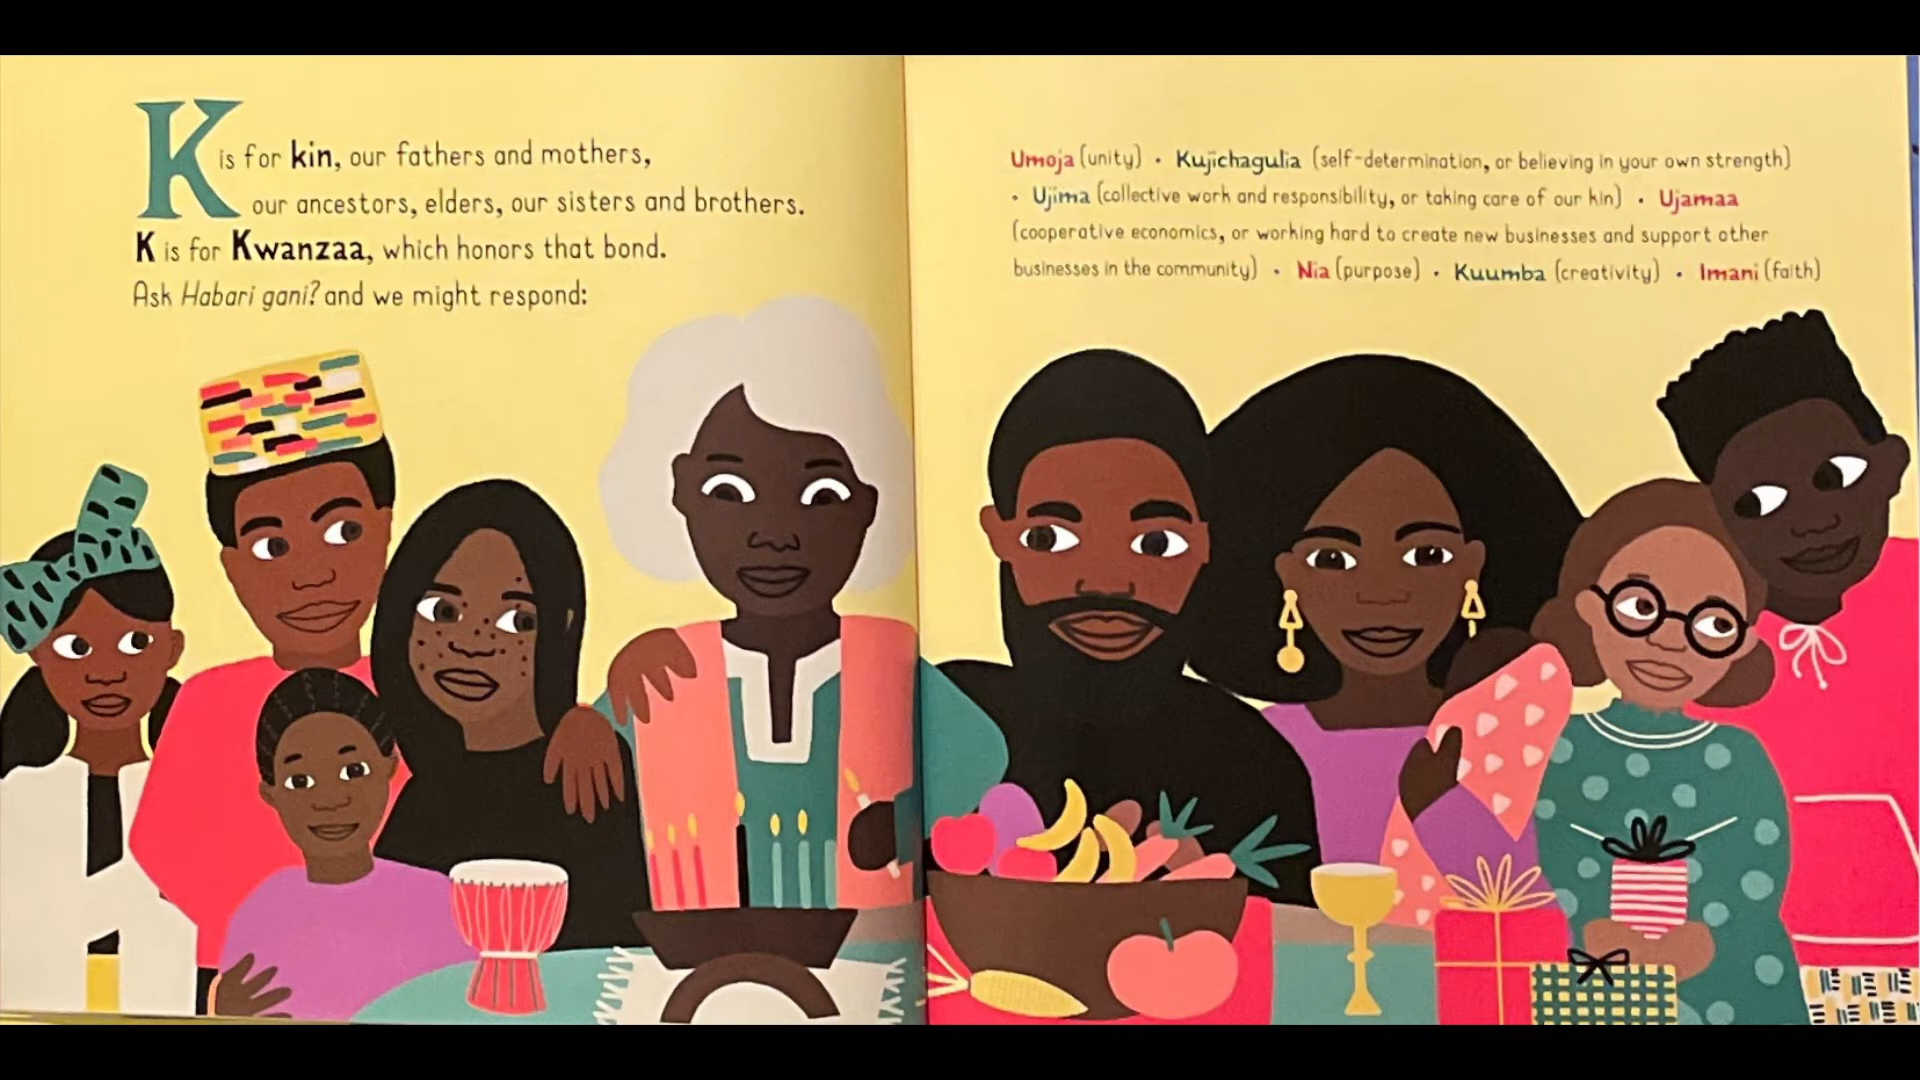 K is for kin, our fathers and mothers,
our ancestors, elders, our sisters and brothers.
K is for Kwanzaa, which honors that bond.
Ask Habari gani? and we might respond:
Umoja (unity) • Kujichagulia (self-determination, or believing in your own strength)
• Ujima (collective work and responsibility, or taking care of our kin) • Ujamaa
(cooperative economics, or working hard to create new businesses and support other
businesses in the community) • Nia (purpose) • Kuumba (creativity) • Imani (faith)